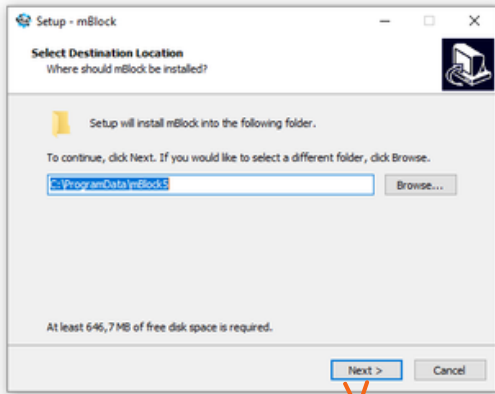 Setup - mBlock
Select Destination Location
Where should mBlock be installed?
Setup will install mBlock into the following folder.
To continue, click Next. If you would like to select a different folder, click Browse.
C:\ProgramData\mBlock5
Browse...
At least 646,7 MB of free disk space is required.
Next >
Cancel